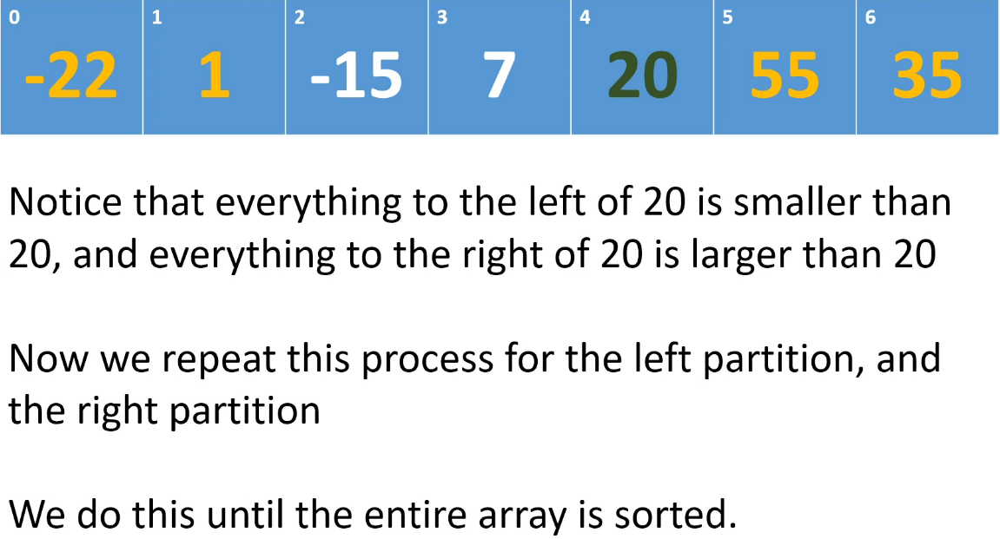 0 1 2 3 4 5 6
-22 1 -15 7 20 55 35
Notice that everything to the left of 20 is smaller than
20, and everything to the right of 20 is larger than 20
Now we repeat this process for the left partition, and
the right partition
We do this until the entire array is sorted.